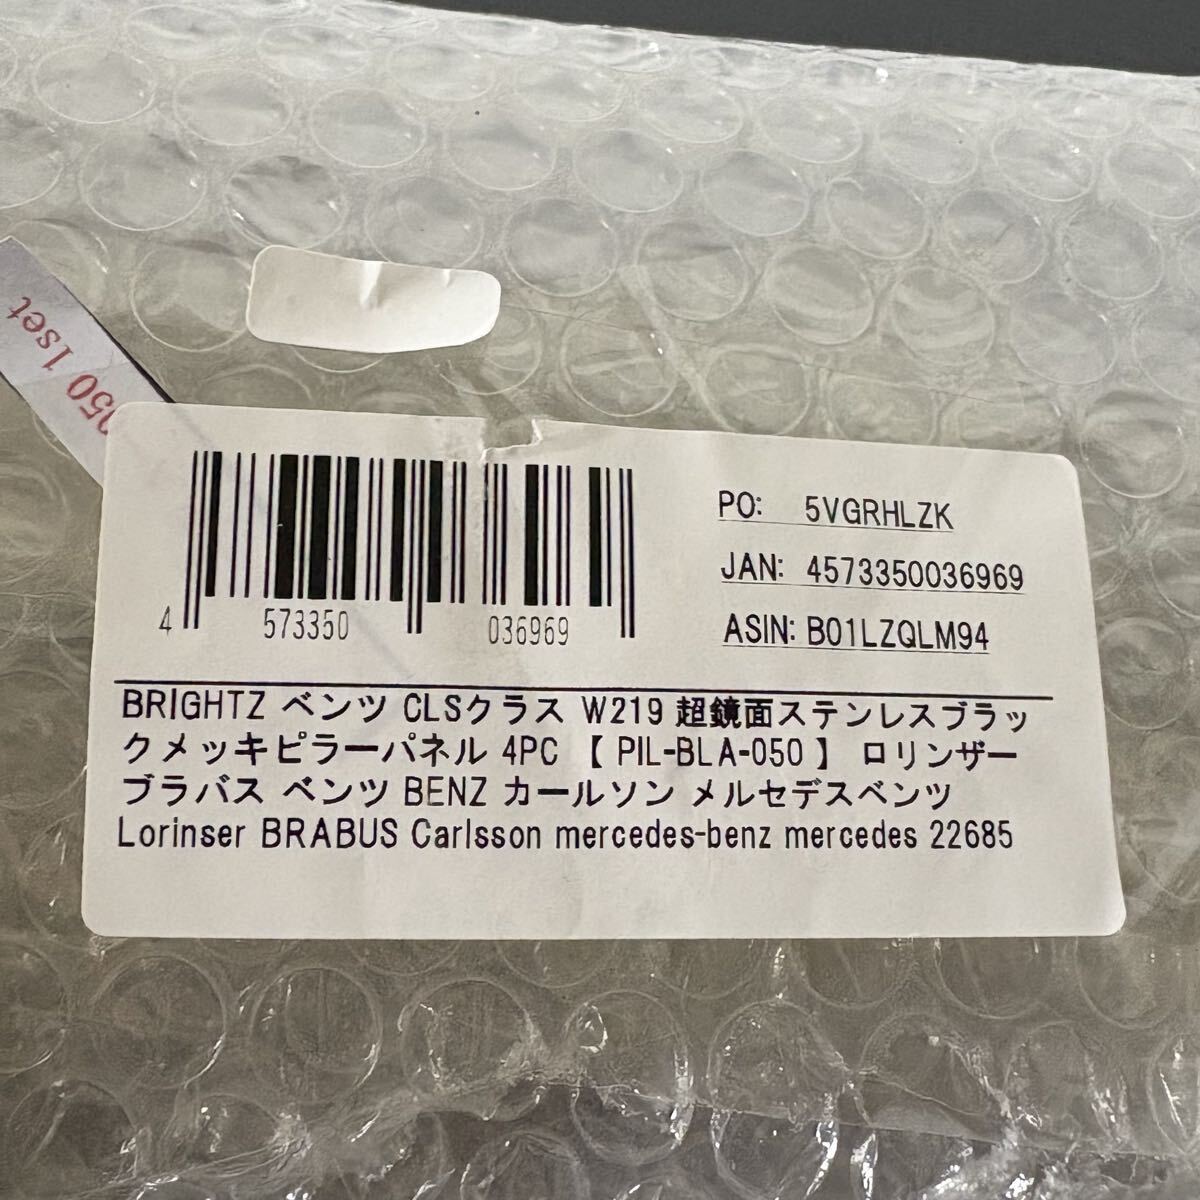 050 1set
4 573350 036969
PO: 5VGRHLZK
JAN: 4573350036969
ASIN: B01LZQLM94
BRIGHTZ ベンツ CLSクラス W219 超鏡面ステンレスブラッ
クメッキピラーパネル 4PC 【 PIL-BLA-050 】 ロリンザー
ブラバス ベンツ BENZ カールソン メルセデスベンツ
Lorinser BRABUS Carlsson mercedes-benz mercedes 22685